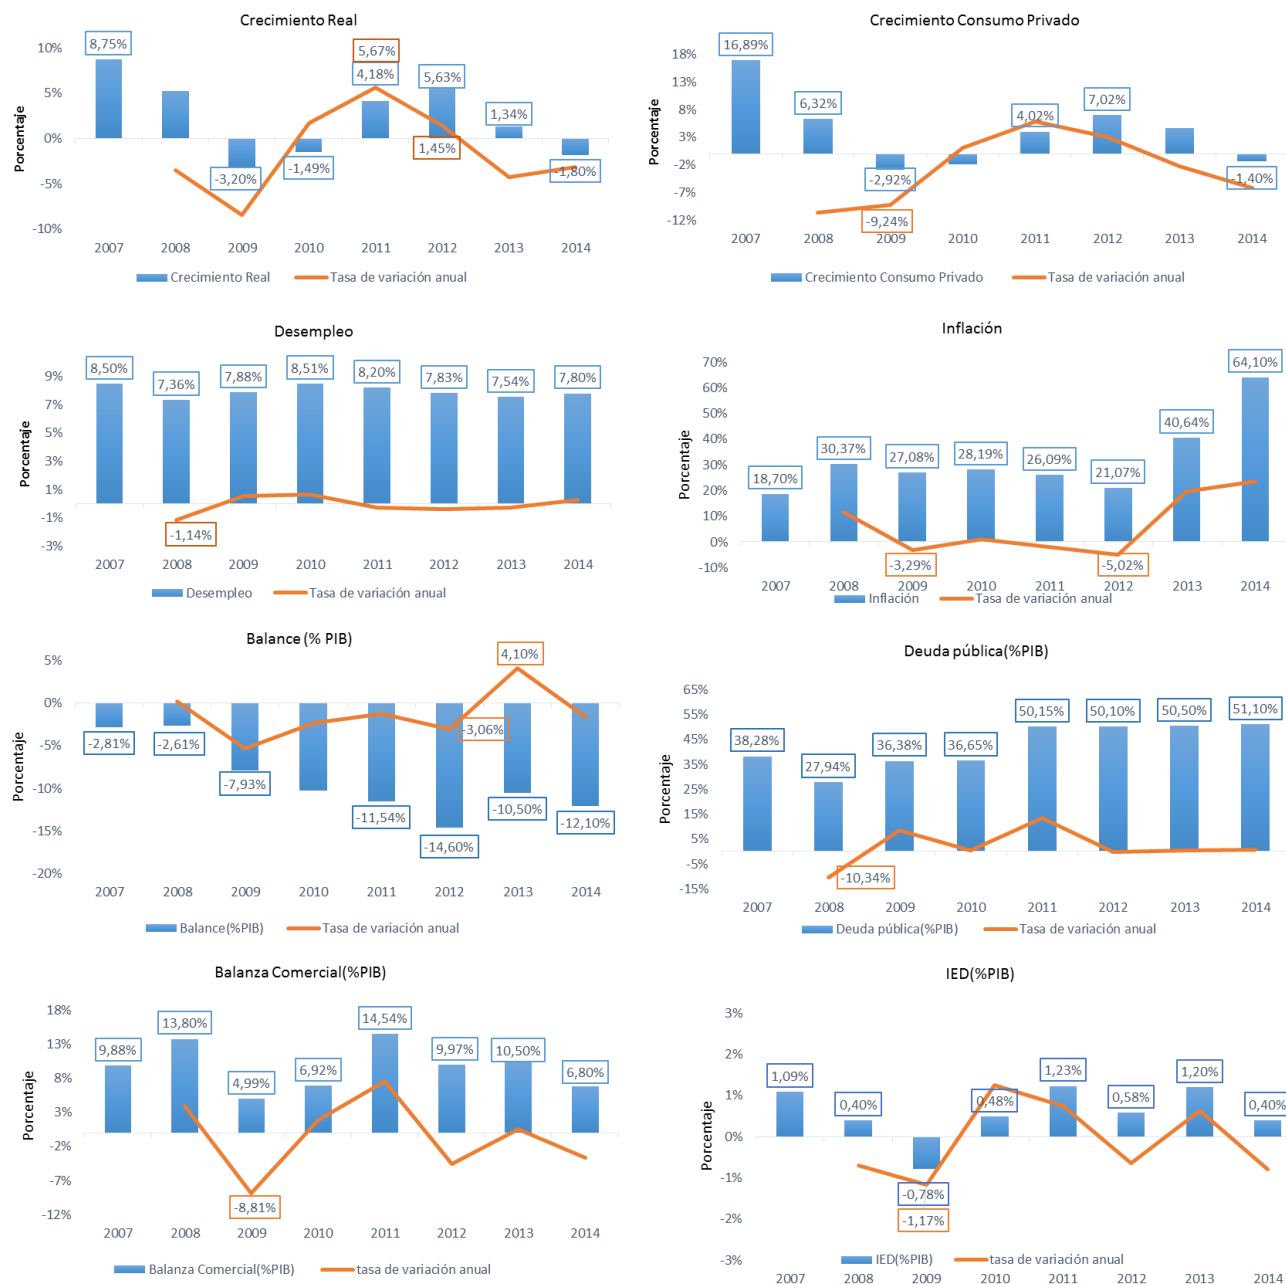 Crecimiento Real
Porcentaje
10%
5%
0%
-5%
-10%
8,75%
-3,20%
-1,49%
5,67%
4,18%
5,63%
1,45%
1,34%
-1,80%
2007 2008 2009 2010 2011 2012 2013 2014
Crecimiento Real Tasa de variación anual
Crecimiento Consumo Privado
Porcentaje
18%
13%
8%
3%
-2%
-7%
-12%
16,89%
6,32%
-2,92%
-9,24%
4,02%
7,02%
-1,40%
2007 2008 2009 2010 2011 2012 2013 2014
Crecimiento Consumo Privado Tasa de variación anual
Desempleo
Porcentaje
9%
7%
5%
3%
1%
-1%
-3%
8,50% 7,36% 7,88% 8,51% 8,20% 7,83% 7,54% 7,80%
-1,14%
2007 2008 2009 2010 2011 2012 2013 2014
Desempleo Tasa de variación anual
Inflación
Porcentaje
70%
60%
50%
40%
30%
20%
10%
0%
-10%
18,70% 30,37% 27,08% 28,19% 26,09% 21,07% 40,64% 64,10%
-3,29% -5,02%
2007 2008 2009 2010 2011 2012 2013 2014
Inflación Tasa de variación anual
Balance (% PIB)
Porcentaje
5%
0%
-5%
-10%
-15%
-20%
4,10%
-3,06%
-2,81% -2,61% -7,93% -11,54% -14,60% -10,50% -12,10%
2007 2008 2009 2010 2011 2012 2013 2014
Balance(%PIB) Tasa de variación anual
Deuda pública(%PIB)
Porcentaje
65%
55%
45%
35%
25%
15%
5%
-5%
-15%
38,28% 27,94% 36,38% 36,65% 50,15% 50,10% 50,50% 51,10%
-10,34%
2007 2008 2009 2010 2011 2012 2013 2014
Deuda pública(%PIB) Tasa de variación anual
Balanza Comercial(%PIB)
Porcentaje
18%
13%
8%
3%
-2%
-7%
-12%
9,88% 13,80% 4,99% 6,92% 14,54% 9,97% 10,50% 6,80%
-8,81%
2007 2008 2009 2010 2011 2012 2013 2014
Balanza Comercial(%PIB) tasa de variación anual
IED(%PIB)
Porcentaje
3%
2%
1%
0%
-1%
-2%
-3%
1,09% 0,40% -0,78% 0,48% 1,23% 0,58% 1,20% 0,40%
-1,17%
IED(%PIB) tasa de variación anual
2007 2008 2009 2010 2011 2012 2013 2014